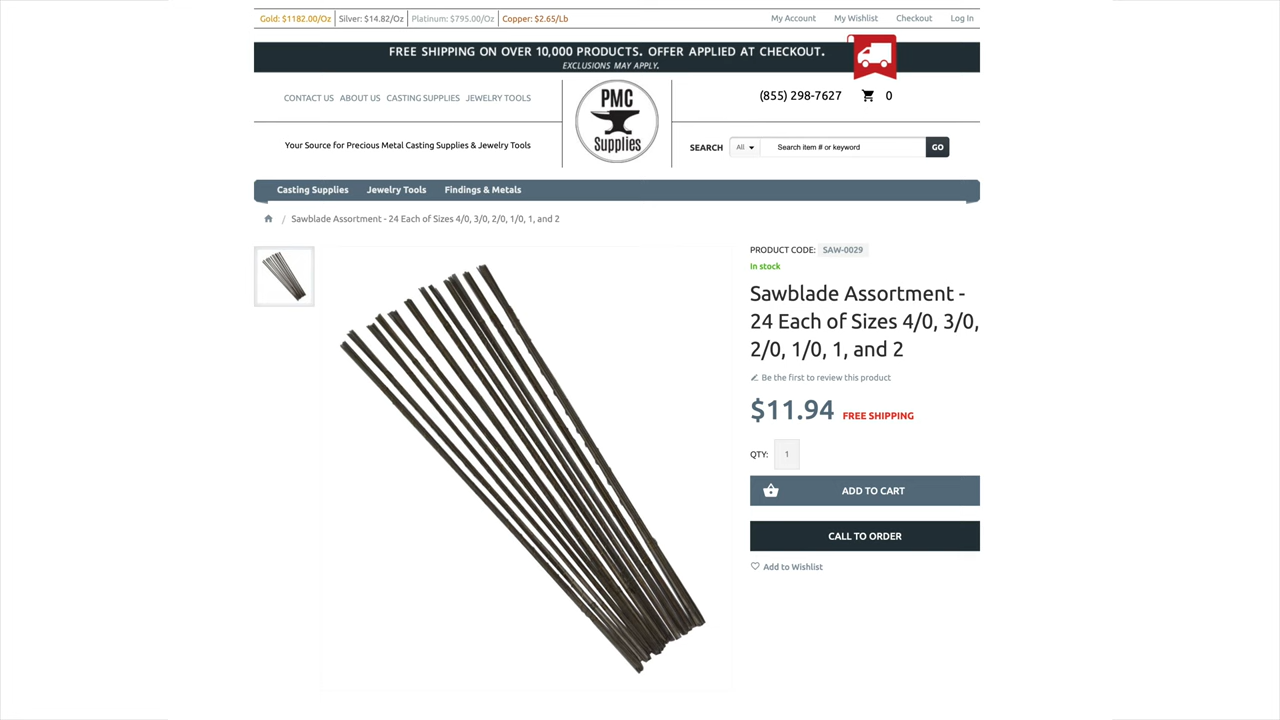 Gold: $1182.00/Oz Silver: $14.82/Oz Platinum: $795.00/Oz Copper: $2.65/Lb
My Account My Wishlist Checkout Log In
FREE SHIPPING ON OVER 10,000 PRODUCTS. OFFER APPLIED AT CHECKOUT.
EXCLUSIONS MAY APPLY.
CONTACT US ABOUT US CASTING SUPPLIES JEWELRY TOOLS
PMC
Supplies
(855) 298-7627 0
Your Source for Precious Metal Casting Supplies & Jewelry Tools
SEARCH All Search item # or keyword GO
Casting Supplies Jewelry Tools Findings & Metals
/ Sawblade Assortment - 24 Each of Sizes 4/0, 3/0, 2/0, 1/0, 1, and 2
PRODUCT CODE: SAW-0029
In stock
Sawblade Assortment -
24 Each of Sizes 4/0, 3/0,
2/0, 1/0, 1, and 2
Be the first to review this product
$11.94 FREE SHIPPING
QTY: 1
ADD TO CART
CALL TO ORDER
Add to Wishlist